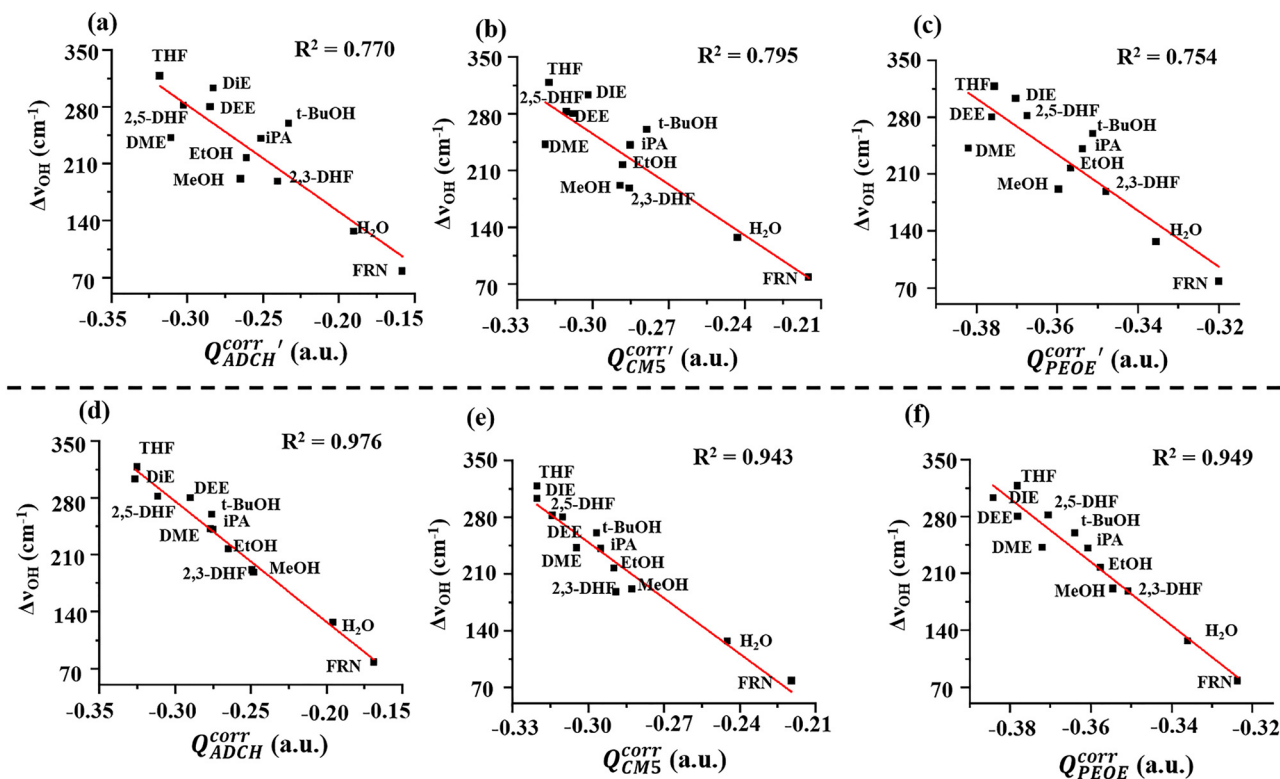 (a)
R² = 0.770
350
280
210
140
70
Δν_OH (cm⁻¹)
THF
DiE
DEE
2,5-DHF
t-BuOH
DME
iPA
EtOH
MeOH
2,3-DHF
H₂O
FRN
-0.35 -0.30 -0.25 -0.20 -0.15
Q_ADCH^corr′ (a.u.)
(b)
R² = 0.795
350
280
210
140
70
Δν_OH (cm⁻¹)
THF
DIE
2,5-DHF
DEE
t-BuOH
DME
iPA
EtOH
MeOH
2,3-DHF
H₂O
FRN
-0.33 -0.30 -0.27 -0.24 -0.21
Q_CM5^corr′ (a.u.)
(c)
R² = 0.754
350
280
210
140
70
Δν_OH (cm⁻¹)
THF
DIE
DEE
2,5-DHF
t-BuOH
DME
iPA
EtOH
MeOH
2,3-DHF
H₂O
FRN
-0.38 -0.36 -0.34 -0.32
Q_PEOE^corr′ (a.u.)
(d)
R² = 0.976
350
280
210
140
70
Δν_OH (cm⁻¹)
THF
DiE
DEE
2,5-DHF
t-BuOH
iPA
DME
EtOH
2,3-DHF
MeOH
H₂O
FRN
-0.35 -0.30 -0.25 -0.20 -0.15
Q_ADCH^corr (a.u.)
(e)
R² = 0.943
350
280
210
140
70
Δν_OH (cm⁻¹)
THF
DIE
2,5-DHF
DEE
t-BuOH
iPA
DME
EtOH
2,3-DHF
MeOH
H₂O
FRN
-0.33 -0.30 -0.27 -0.24 -0.21
Q_CM5^corr (a.u.)
(f)
R² = 0.949
350
280
210
140
70
Δν_OH (cm⁻¹)
THF
DIE
DEE
2,5-DHF
t-BuOH
DME
iPA
EtOH
MeOH
2,3-DHF
H₂O
FRN
-0.38 -0.36 -0.34 -0.32
Q_PEOE^corr (a.u.)